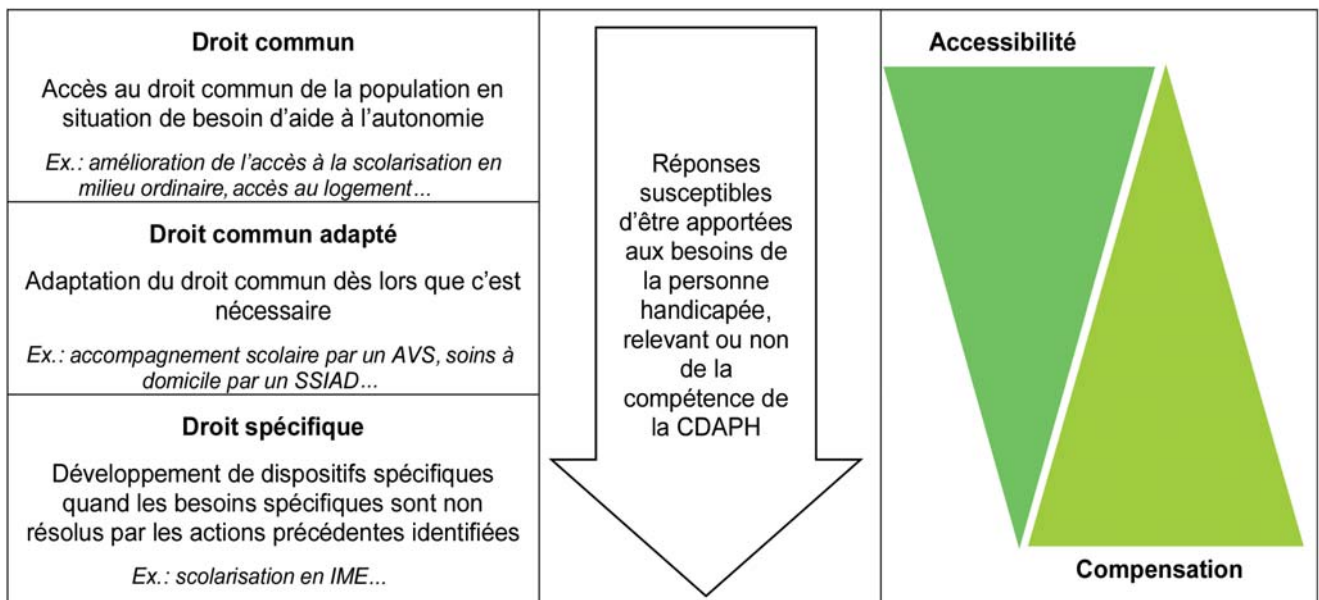 Droit commun
Accès au droit commun de la population en
situation de besoin d’aide à l’autonomie
Ex.: amélioration de l’accès à la scolarisation en
milieu ordinaire, accès au logement…
Droit commun adapté
Adaptation du droit commun dès lors que c’est
nécessaire
Ex.: accompagnement scolaire par un AVS, soins à
domicile par un SSIAD…
Droit spécifique
Développement de dispositifs spécifiques
quand les besoins spécifiques sont non
résolus par les actions précédentes identifiées
Ex.: scolarisation en IME…
Réponses
susceptibles
d’être apportées
aux besoins de
la personne
handicapée,
relevant ou non
de la
compétence de
la CDAPH
Accessibilité
Compensation